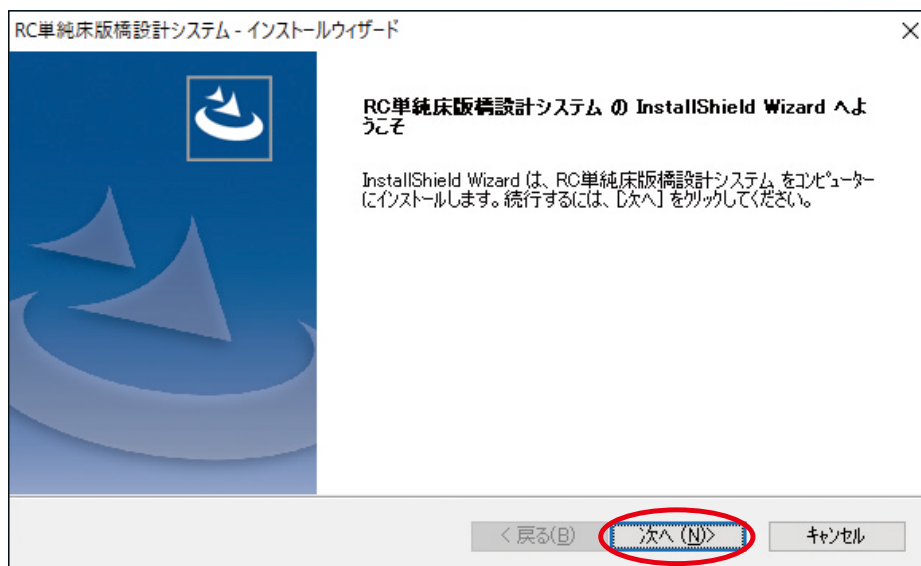 RC単純床版橋設計システム - インストールウィザード
RC単純床版橋設計システム の InstallShield Wizard へよ
うこそ
InstallShield Wizard は、RC単純床版橋設計システム をコンピューター
にインストールします。続行するには、[次へ] をクリックしてください。
< 戻る(B)
次へ (N)>
キャンセル